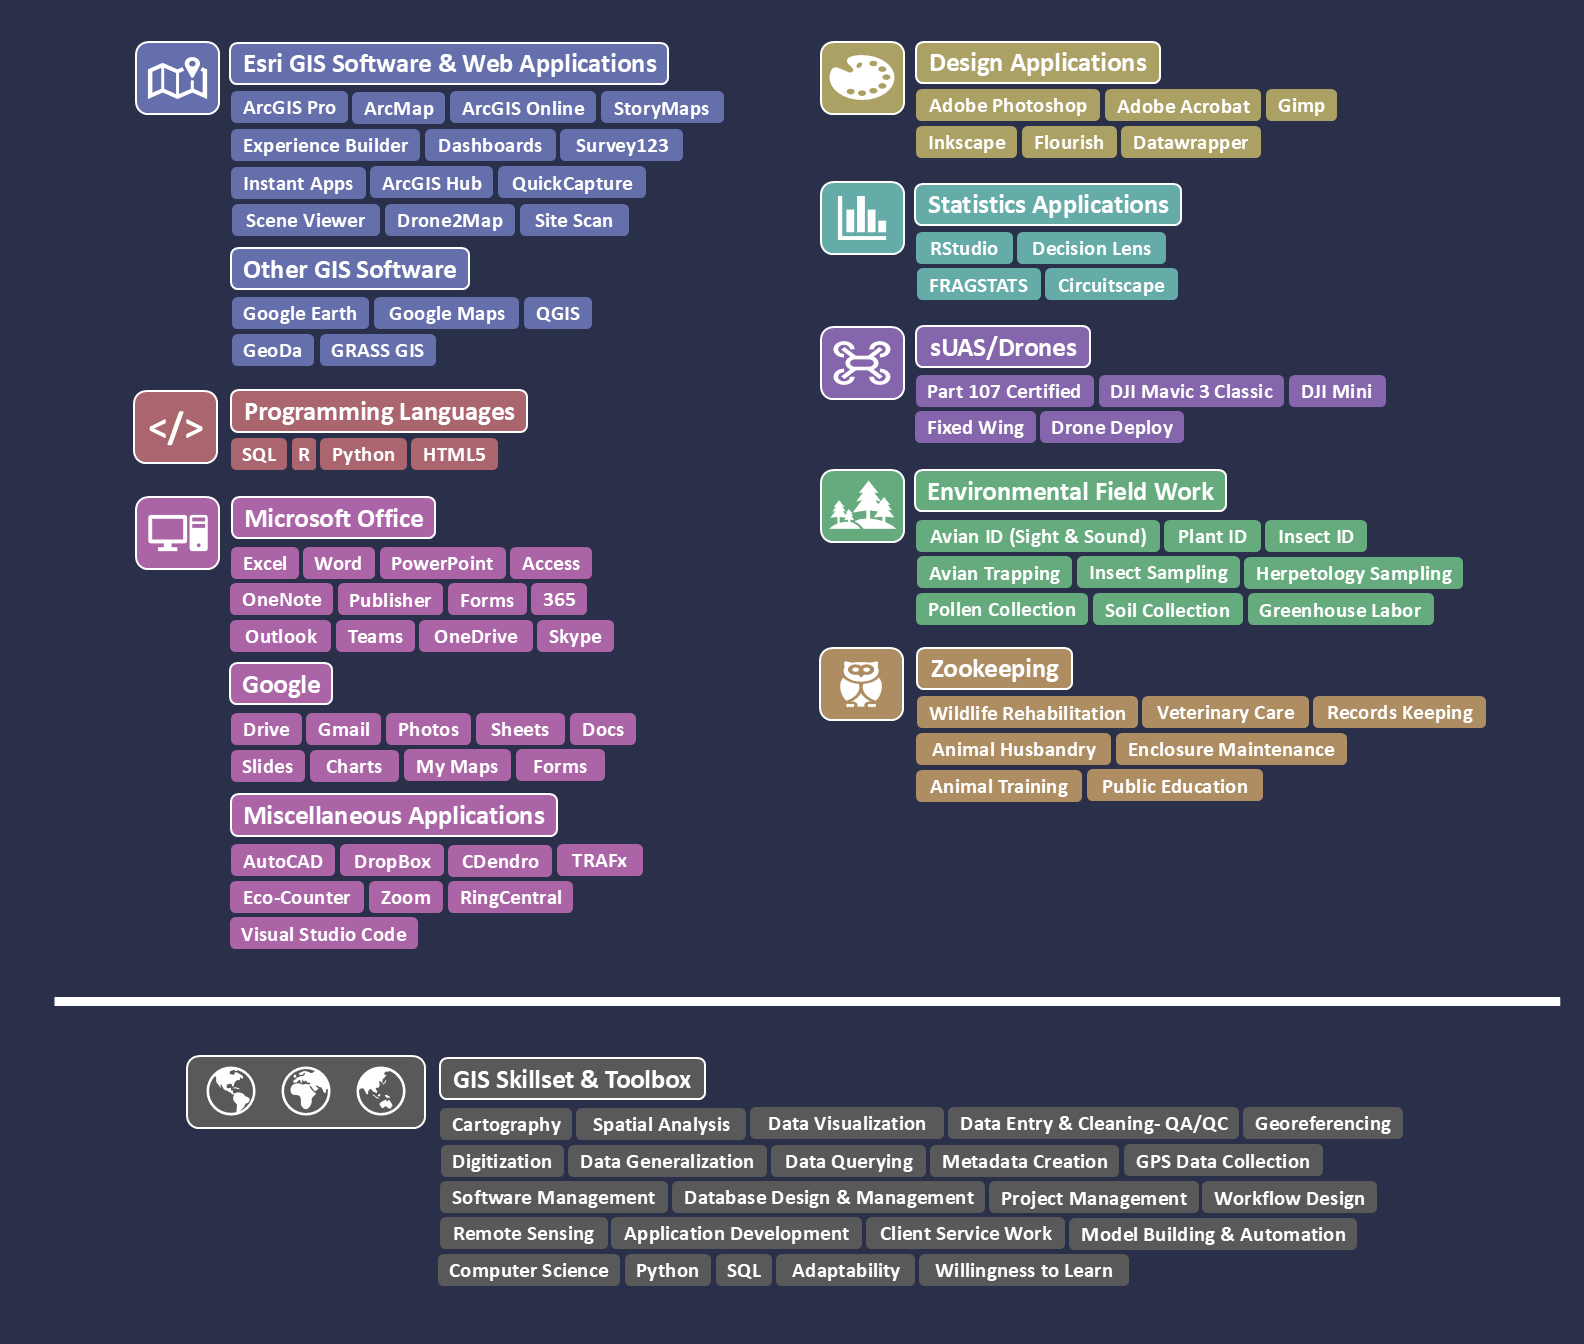 Esri GIS Software & Web Applications
ArcGIS Pro ArcMap ArcGIS Online StoryMaps
Experience Builder Dashboards Survey123
Instant Apps ArcGIS Hub QuickCapture
Scene Viewer Drone2Map Site Scan
Other GIS Software
Google Earth Google Maps QGIS
GeoDa GRASS GIS
</> Programming Languages
SQL R Python HTML5
Microsoft Office
Excel Word PowerPoint Access
OneNote Publisher Forms 365
Outlook Teams OneDrive Skype
Google
Drive Gmail Photos Sheets Docs
Slides Charts My Maps Forms
Miscellaneous Applications
AutoCAD DropBox CDendro TRAFx
Eco-Counter Zoom RingCentral
Visual Studio Code
Design Applications
Adobe Photoshop Adobe Acrobat Gimp
Inkscape Flourish Datawrapper
Statistics Applications
RStudio Decision Lens
FRAGSTATS Circuitscape
sUAS/Drones
Part 107 Certified DJI Mavic 3 Classic DJI Mini
Fixed Wing Drone Deploy
Environmental Field Work
Avian ID (Sight & Sound) Plant ID Insect ID
Avian Trapping Insect Sampling Herpetology Sampling
Pollen Collection Soil Collection Greenhouse Labor
Zookeeping
Wildlife Rehabilitation Veterinary Care Records Keeping
Animal Husbandry Enclosure Maintenance
Animal Training Public Education
GIS Skillset & Toolbox
Cartography Spatial Analysis Data Visualization Data Entry & Cleaning- QA/QC Georeferencing
Digitization Data Generalization Data Querying Metadata Creation GPS Data Collection
Software Management Database Design & Management Project Management Workflow Design
Remote Sensing Application Development Client Service Work Model Building & Automation
Computer Science Python SQL Adaptability Willingness to Learn